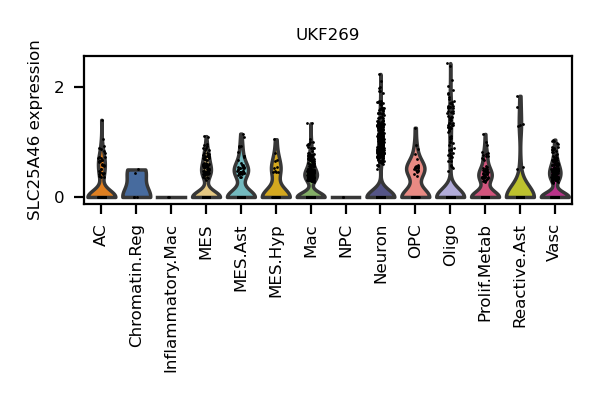 UKF269
SLC25A46 expression
2
0
AC
Chromatin.Reg
Inflammatory.Mac
MES
MES.Ast
MES.Hyp
Mac
NPC
Neuron
OPC
Oligo
Prolif.Metab
Reactive.Ast
Vasc